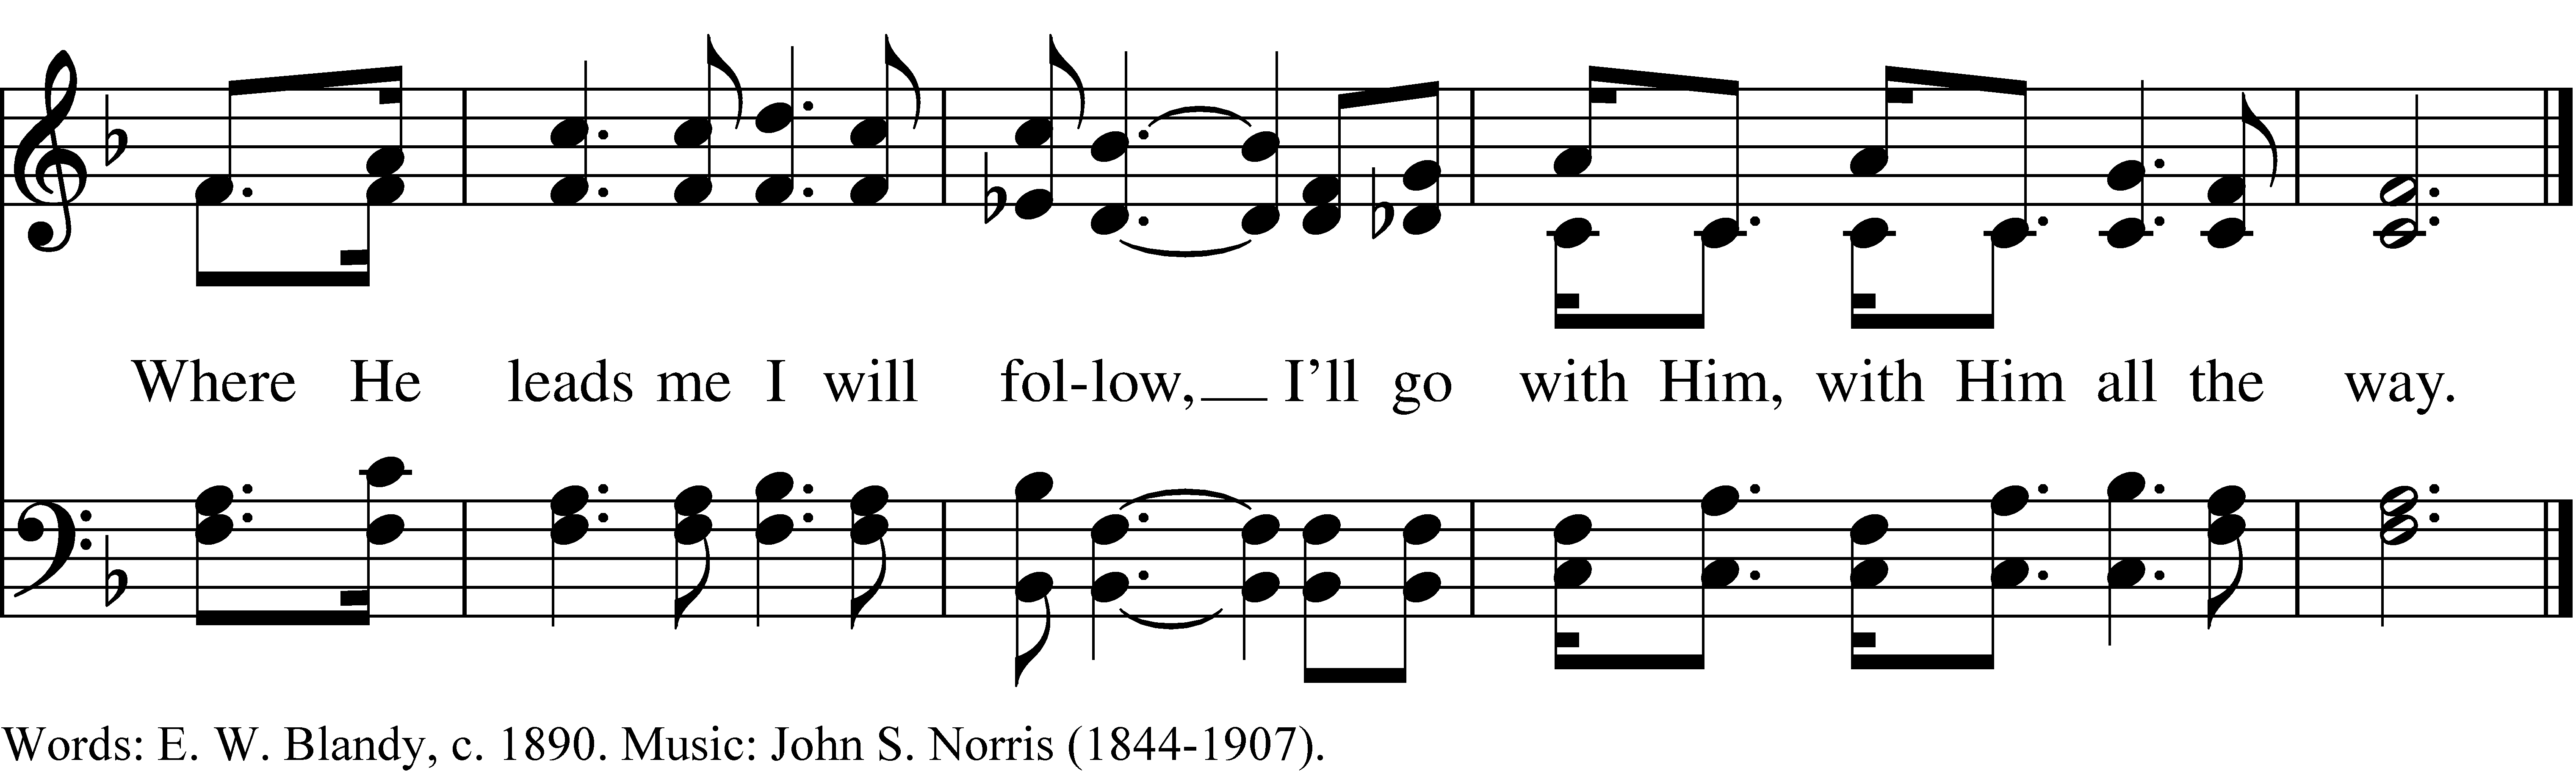 Where He leads me I will fol-low, I’ll go with Him, with Him all the way.
Words: E. W. Blandy, c. 1890. Music: John S. Norris (1844-1907).